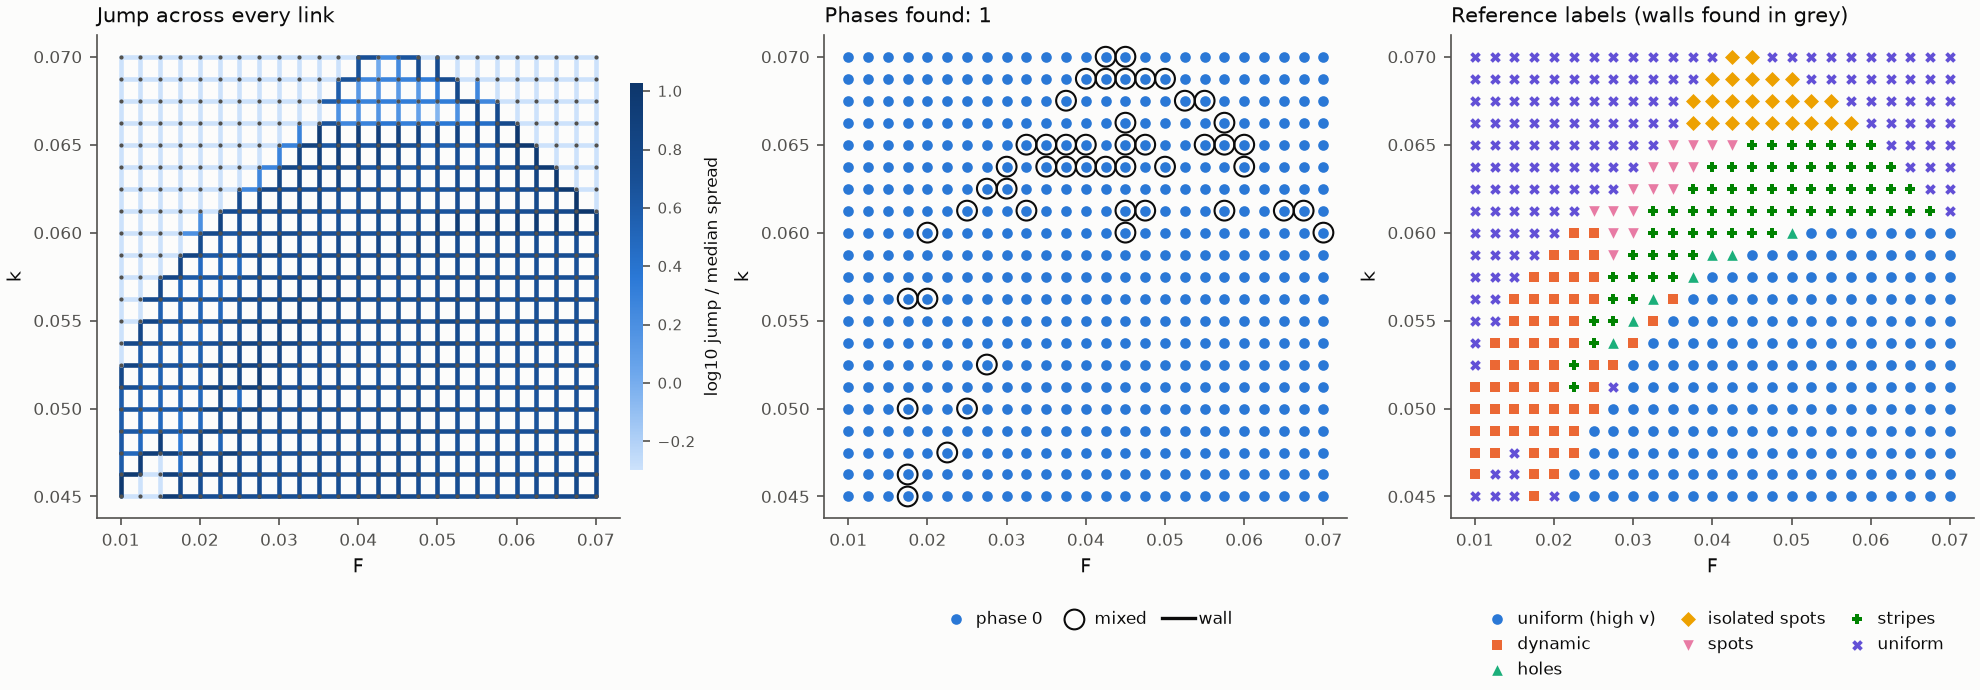 Jump across every link
0.070
0.065
0.060
0.055
0.050
0.045
k
0.01 0.02 0.03 0.04 0.05 0.06 0.07
F
1.0
0.8
0.6
0.4
0.2
0.0
−0.2
log10 jump / median spread
Phases found: 1
0.070
0.065
0.060
0.055
0.050
0.045
k
0.01 0.02 0.03 0.04 0.05 0.06 0.07
F
phase 0 mixed wall
Reference labels (walls found in grey)
0.070
0.065
0.060
0.055
0.050
0.045
k
0.01 0.02 0.03 0.04 0.05 0.06 0.07
F
uniform (high v) isolated spots stripes
dynamic spots uniform
holes